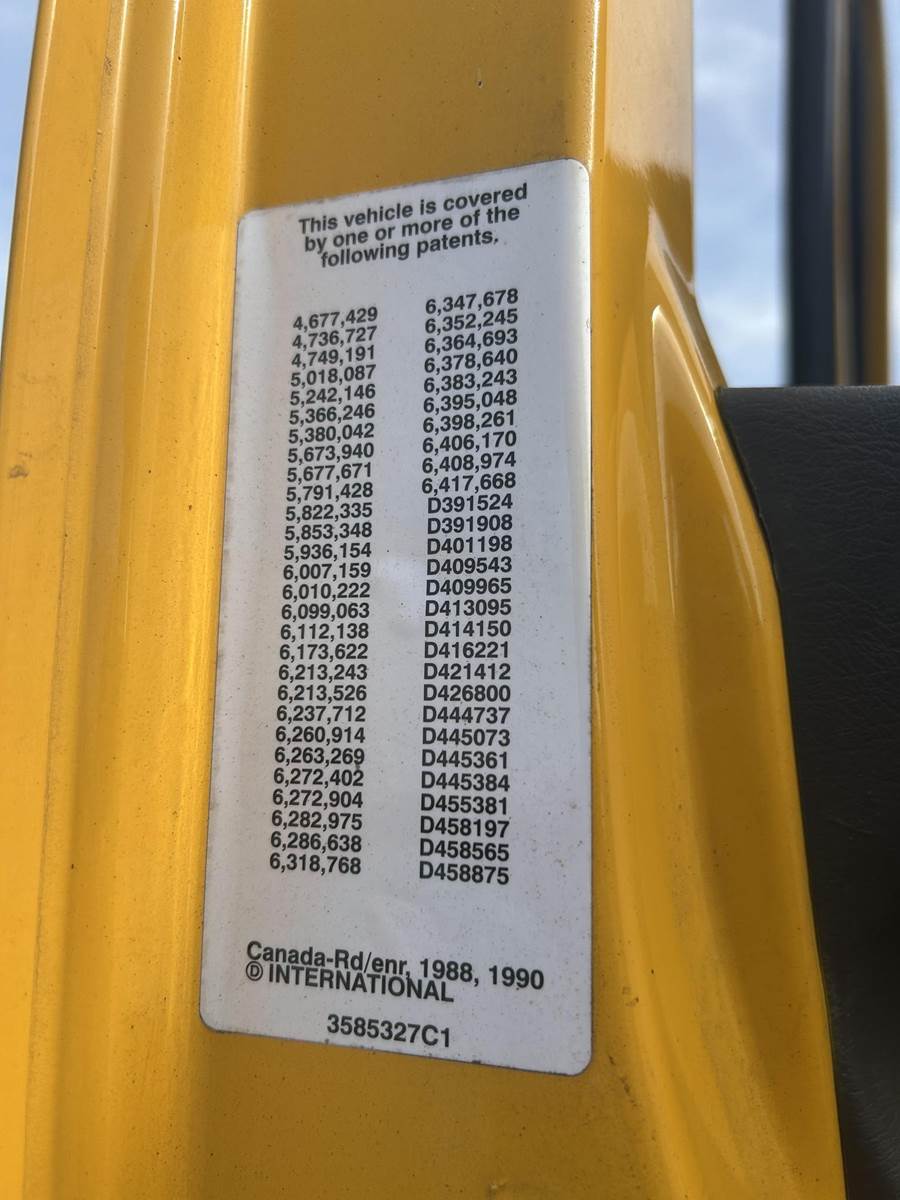 This vehicle is covered
by one or more of the
following patents.
4,677,429
4,736,727
4,749,191
5,018,087
5,242,146
5,366,246
5,380,042
5,673,940
5,677,671
5,791,428
5,822,335
5,853,348
5,936,154
6,007,159
6,010,222
6,099,063
6,112,138
6,173,622
6,213,243
6,213,526
6,237,712
6,260,914
6,263,269
6,272,402
6,272,904
6,282,975
6,286,638
6,318,768
6,347,678
6,352,245
6,364,693
6,378,640
6,383,243
6,395,048
6,398,261
6,406,170
6,408,974
6,417,668
D391524
D391908
D401198
D409543
D409965
D413095
D414150
D416221
D421412
D426800
D444737
D445073
D445361
D445384
D455381
D458197
D458565
D458875
Canada-Rd/enr, 1988, 1990
Ⓓ INTERNATIONAL
3585327C1